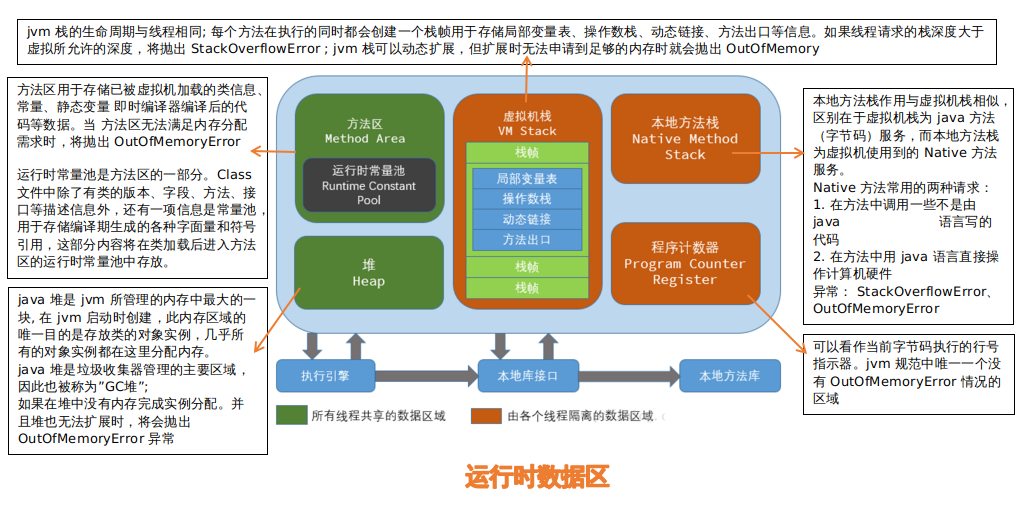 jvm 栈的生命周期与线程相同; 每个方法在执行的同时都会创建一个栈帧用于存储局部变量表、操作数栈、动态链接、方法出口等信息。如果线程请求的栈深度大于
虚拟所允许的深度，将抛出 StackOverflowError ; jvm 栈可以动态扩展，但扩展时无法申请到足够的内存时就会抛出 OutOfMemory
方法区用于存储已被虚拟机加载的类信息、
常量、静态变量 即时编译器编译后的代
码等数据。当 方法区无法满足内存分配
需求时，将抛出 OutOfMemoryError
运行时常量池是方法区的一部分。Class
文件中除了有类的版本、字段、方法、接
口等描述信息外，还有一项信息是常量池，
用于存储编译期生成的各种字面量和符号
引用，这部分内容将在类加载后进入方法
区的运行时常量池中存放。
java 堆是 jvm 所管理的内存中最大的一
块, 在 jvm 启动时创建，此内存区域的
唯一目的是存放类的对象实例，几乎所
有的对象实例都在这里分配内存。
java 堆是垃圾收集器管理的主要区域，
因此也被称为"GC堆";
如果在堆中没有内存完成实例分配。并
且堆也无法扩展时，将会抛出
OutOfMemoryError 异常
方法区
Method Area
运行时常量池
Runtime Constant
Pool
堆
Heap
虚拟机栈
VM Stack
栈帧
局部变量表
操作数栈
动态链接
方法出口
栈帧
栈帧
本地方法栈
Native Method
Stack
程序计数器
Program Counter
Register
执行引擎
本地库接口
本地方法库
所有线程共享的数据区域
由各个线程隔离的数据区域
本地方法栈作用与虚拟机栈相似，
区别在于虚拟机栈为 java 方法
（字节码）服务，而本地方法栈
为虚拟机使用到的 Native 方法
服务。
Native 方法常用的两种请求：
1. 在方法中调用一些不是由
java 语言写的
代码
2. 在方法中用 java 语言直接操
作计算机硬件
异常： StackOverflowError、
OutOfMemoryError
可以看作当前字节码执行的行号
指示器。jvm 规范中唯一一个没
有 OutOfMemoryError 情况的
区域
运行时数据区